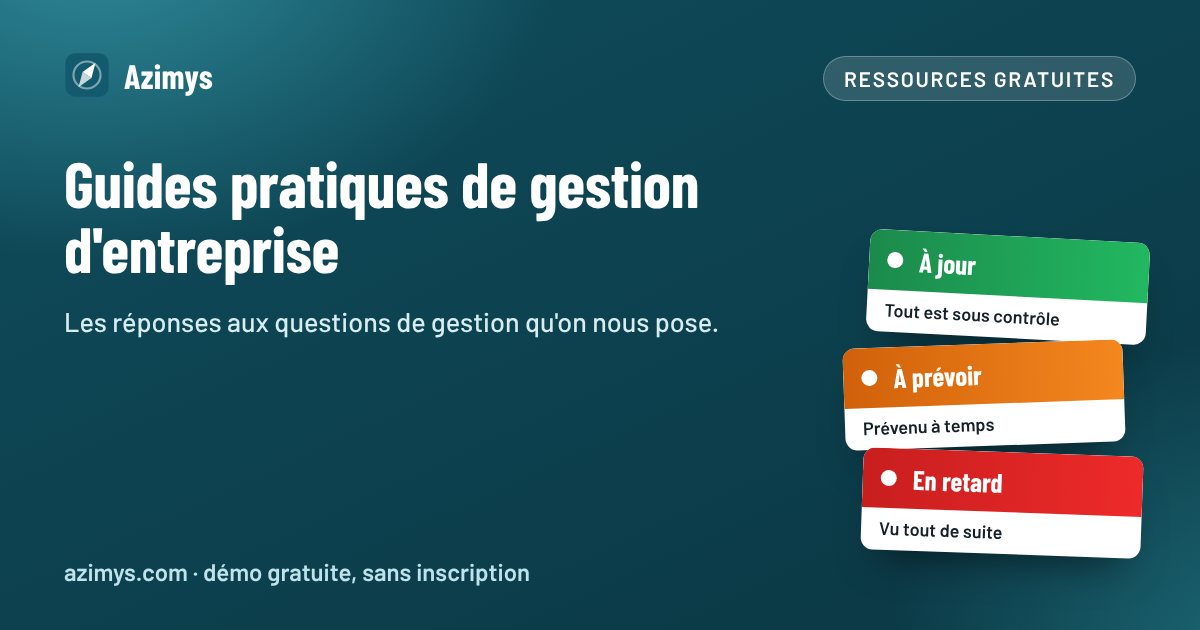 Azimys
RESSOURCES GRATUITES
Guides pratiques de gestion
d'entreprise
Les réponses aux questions de gestion qu'on nous pose.
À jour
Tout est sous contrôle
À prévoir
Prévenu à temps
En retard
Vu tout de suite
azimys.com · démo gratuite, sans inscription